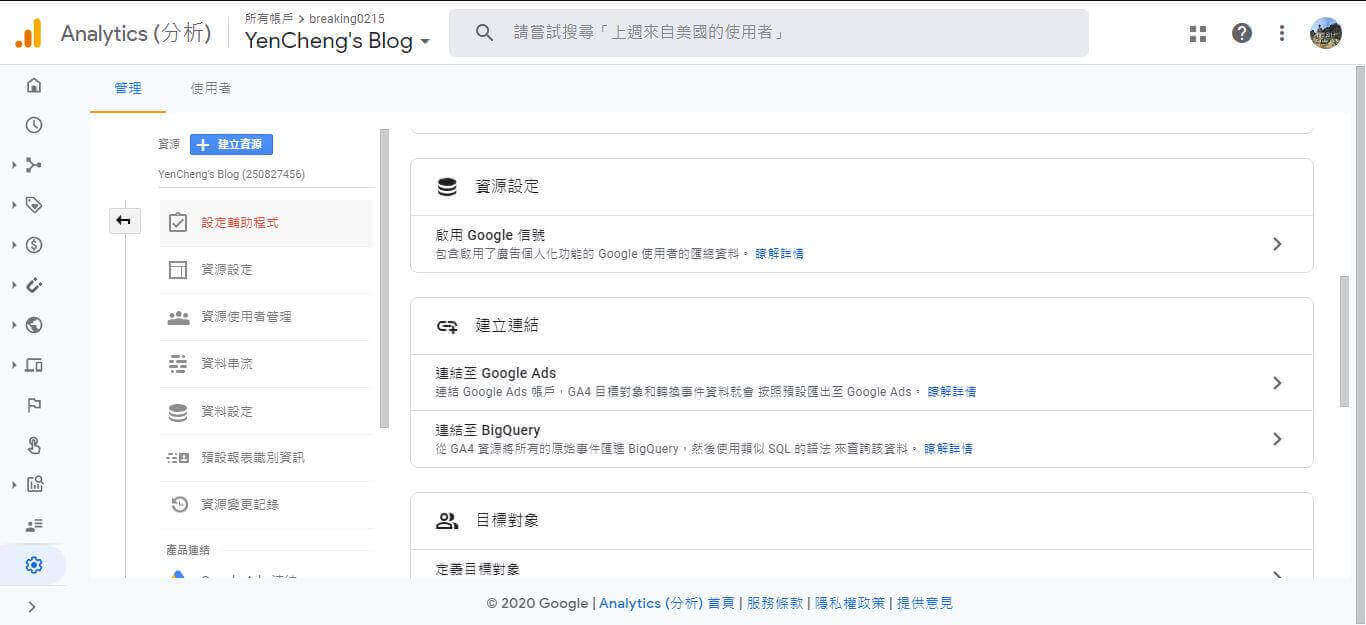 Analytics (分析)
所有帳戶 > breaking0215
YenCheng's Blog
請嘗試搜尋「上週來自美國的使用者」
管理
使用者
資源
建立資源
YenCheng's Blog (250827456)
設定輔助程式
資源設定
資源使用者管理
資料串流
資料設定
預設報表識別資訊
資源變更記錄
產品連結
資源設定
啟用 Google 信號
包含啟用了廣告個人化功能的 Google 使用者的匯總資料。 瞭解詳情
建立連結
連結至 Google Ads
連結 Google Ads 帳戶，GA4 目標對象和轉換事件資料就會 按照預設匯出至 Google Ads。 瞭解詳情
連結至 BigQuery
從 GA4 資源將所有的原始事件匯進 BigQuery，然後使用類似 SQL 的語法 來查詢該資料。 瞭解詳情
目標對象
定義目標對象
© 2020 Google | Analytics (分析) 首頁 | 服務條款 | 隱私權政策 | 提供意見